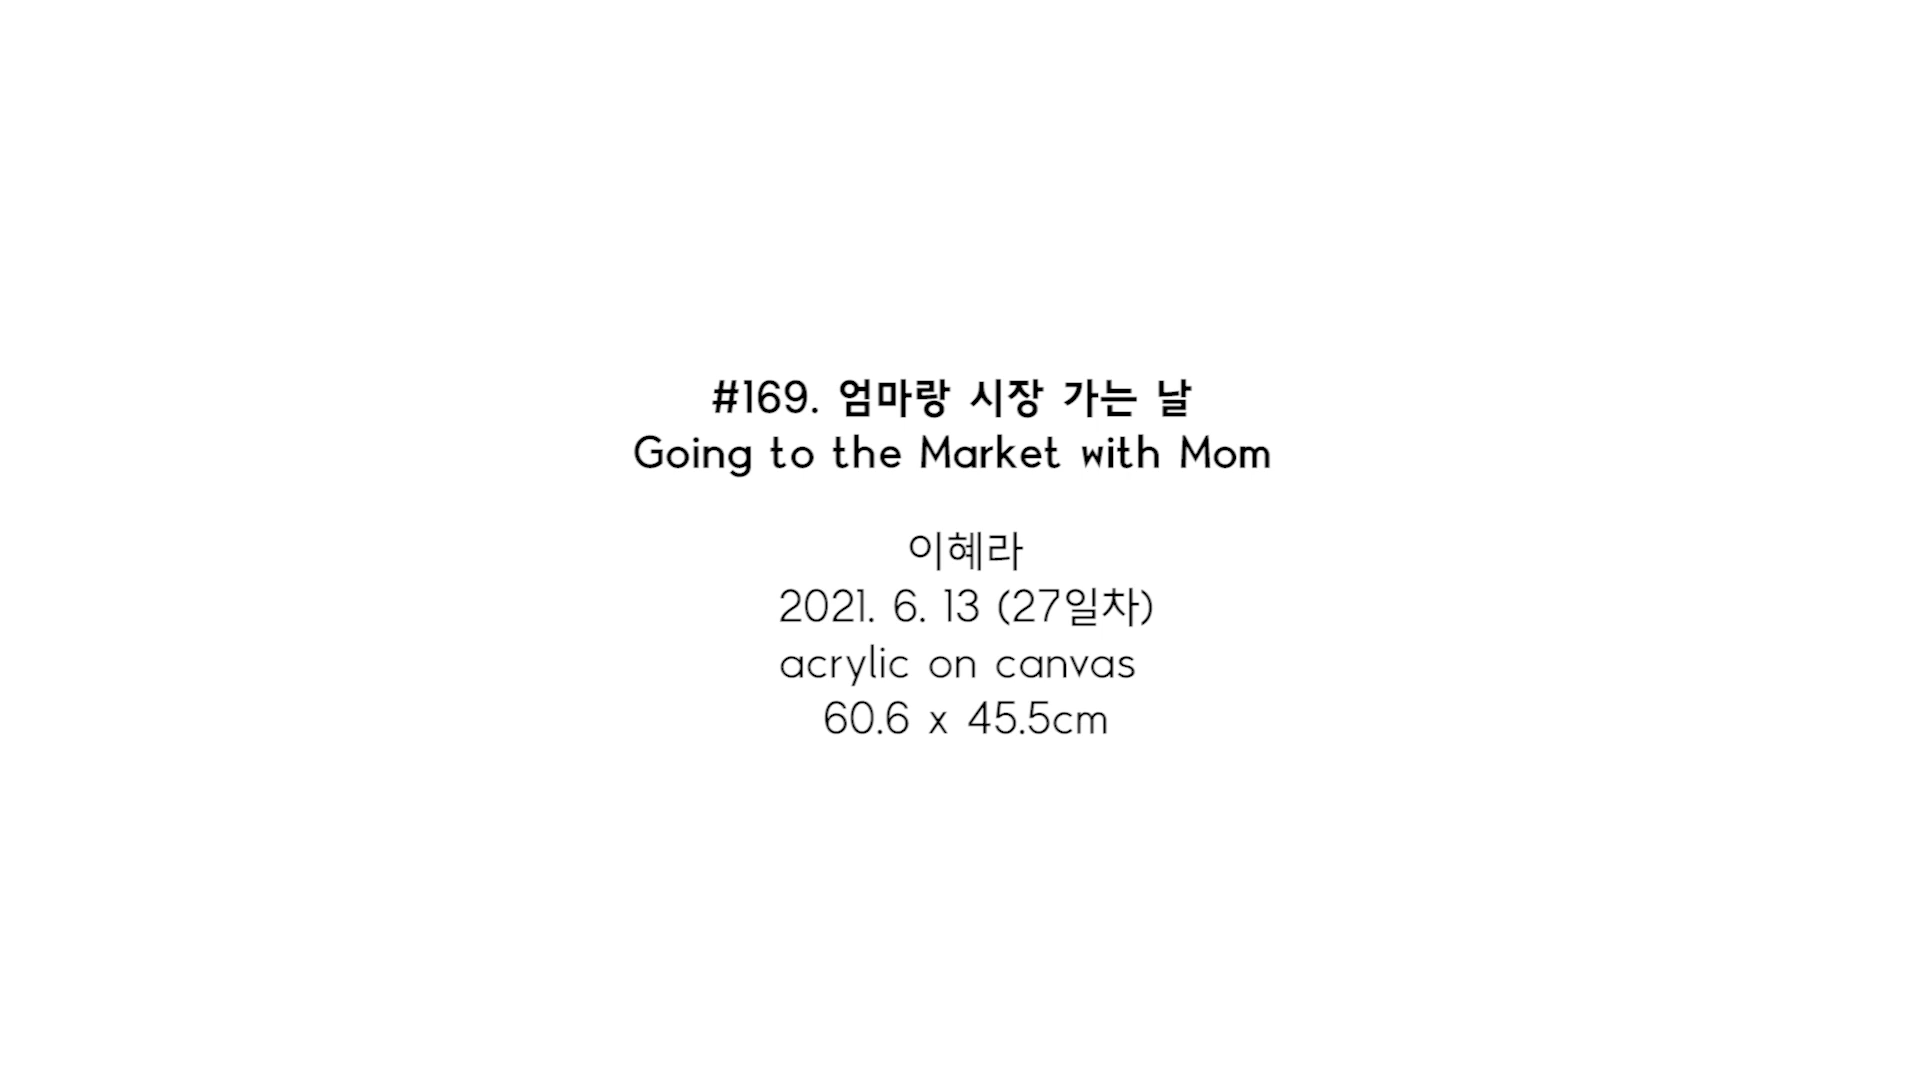 #169. 엄마랑 시장 가는 날
Going to the Market with Mom
이혜라
2021. 6. 13 (27일차)
acrylic on canvas
60.6 x 45.5cm